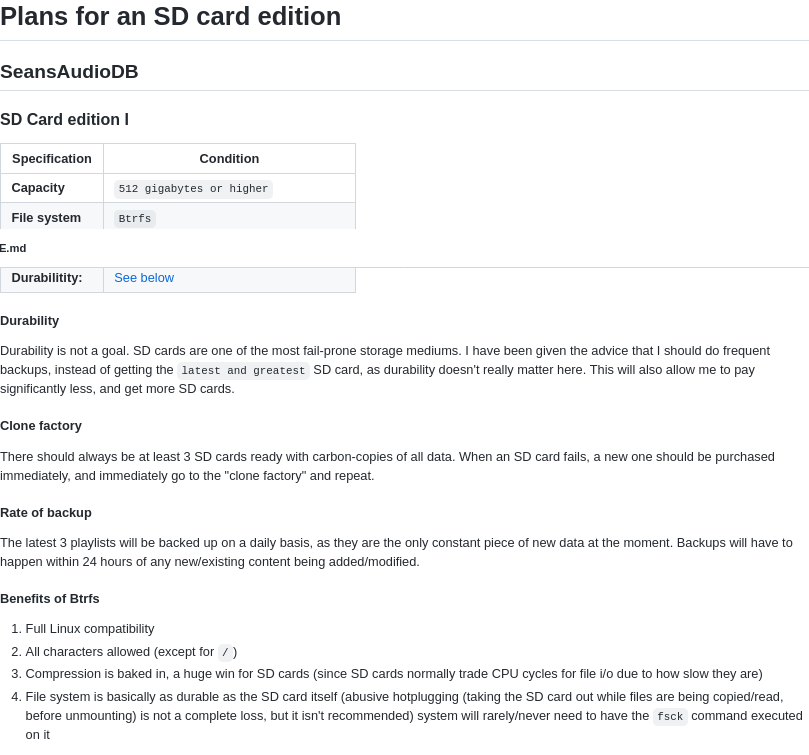 Plans for an SD card edition
SeansAudioDB
SD Card edition I
Specification Condition
Capacity 512 gigabytes or higher
File system Btrfs
E.md
Durabilitity: See below
Durability
Durability is not a goal. SD cards are one of the most fail-prone storage mediums. I have been given the advice that I should do frequent
backups, instead of getting the latest and greatest SD card, as durability doesn't really matter here. This will also allow me to pay
significantly less, and get more SD cards.
Clone factory
There should always be at least 3 SD cards ready with carbon-copies of all data. When an SD card fails, a new one should be purchased
immediately, and immediately go to the "clone factory" and repeat.
Rate of backup
The latest 3 playlists will be backed up on a daily basis, as they are the only constant piece of new data at the moment. Backups will have to
happen within 24 hours of any new/existing content being added/modified.
Benefits of Btrfs
1. Full Linux compatibility
2. All characters allowed (except for / )
3. Compression is baked in, a huge win for SD cards (since SD cards normally trade CPU cycles for file i/o due to how slow they are)
4. File system is basically as durable as the SD card itself (abusive hotplugging (taking the SD card out while files are being copied/read,
before unmounting) is not a complete loss, but it isn't recommended) system will rarely/never need to have the fsck command executed
on it